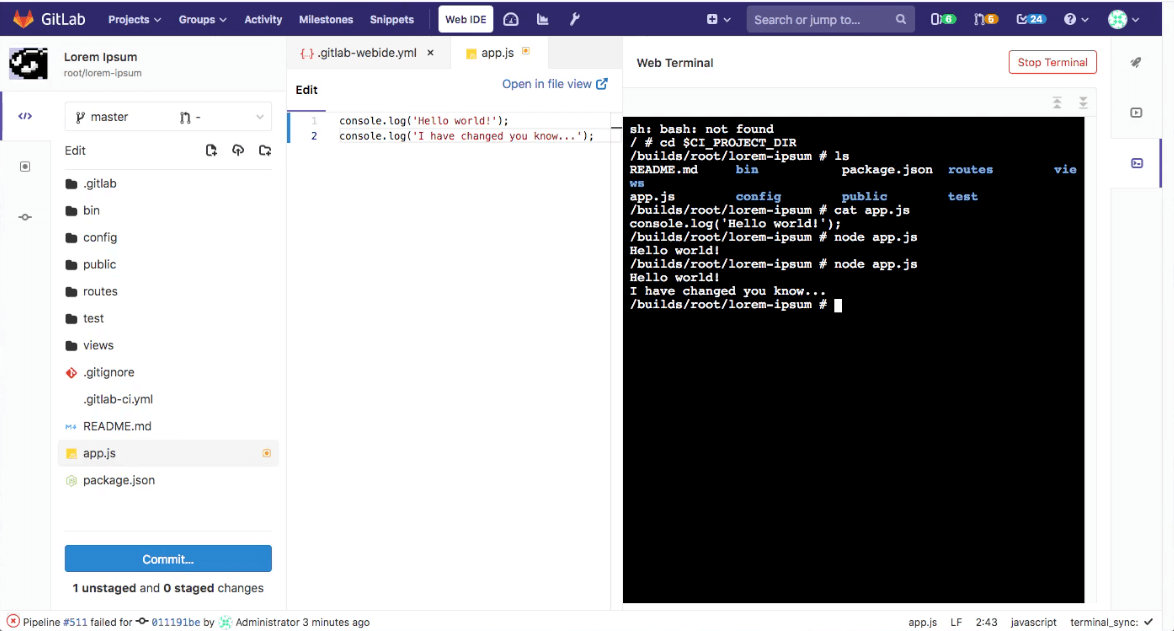 GitLab Projects Groups Activity Milestones Snippets Web IDE Search or jump to... 6 5 24
Lorem Ipsum
root/lorem-ipsum
master -
Edit
.gitlab
bin
config
public
routes
test
views
.gitignore
.gitlab-ci.yml
README.md
app.js
package.json
Commit...
1 unstaged and 0 staged changes
{..} .gitlab-webide.yml × app.js
Edit Open in file view
1 console.log('Hello world!');
2 console.log('I have changed you know...');
Web Terminal Stop Terminal
sh: bash: not found
/ # cd $CI_PROJECT_DIR
/builds/root/lorem-ipsum # ls
README.md bin package.json routes vie
ws
app.js config public test
/builds/root/lorem-ipsum # cat app.js
console.log('Hello world!');
/builds/root/lorem-ipsum # node app.js
Hello world!
/builds/root/lorem-ipsum # node app.js
Hello world!
I have changed you know...
/builds/root/lorem-ipsum #
Pipeline #511 failed for 011191be by Administrator 3 minutes ago app.js LF 2:43 javascript terminal_sync: ✓